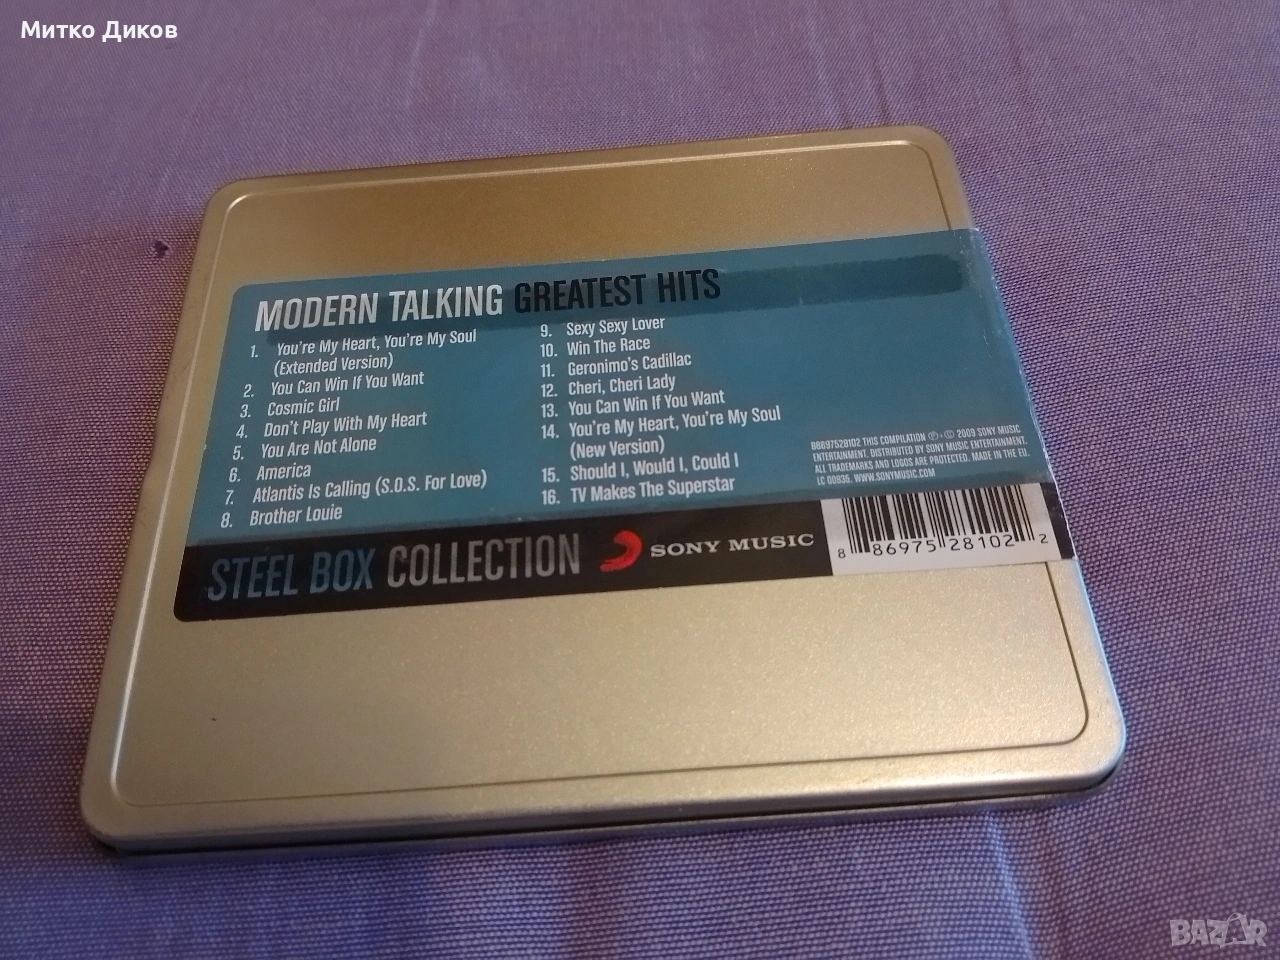 Митко Диков
MODERN TALKING GREATEST HITS
1. You're My Heart, You're My Soul
(Extended Version)
2. You Can Win If You Want
3. Cosmic Girl
4. Don't Play With My Heart
5. You Are Not Alone
6. America
7. Atlantis Is Calling (S.O.S. For Love)
8. Brother Louie
9. Sexy Sexy Lover
10. Win The Race
11. Geronimo's Cadillac
12. Cheri, Cheri Lady
13. You Can Win If You Want
14. You're My Heart, You're My Soul
(New Version)
15. Should I, Would I, Could I
16. TV Makes The Superstar
88697528102 THIS COMPILATION ℗ + © 2009 SONY MUSIC
ENTERTAINMENT. DISTRIBUTED BY SONY MUSIC ENTERTAINMENT.
ALL TRADEMARKS AND LOGOS ARE PROTECTED. MADE IN THE EU.
LC 00835. WWW.SONYMUSIC.COM
STEEL BOX COLLECTION
SONY MUSIC
8 86975 28102 2
BAZAR